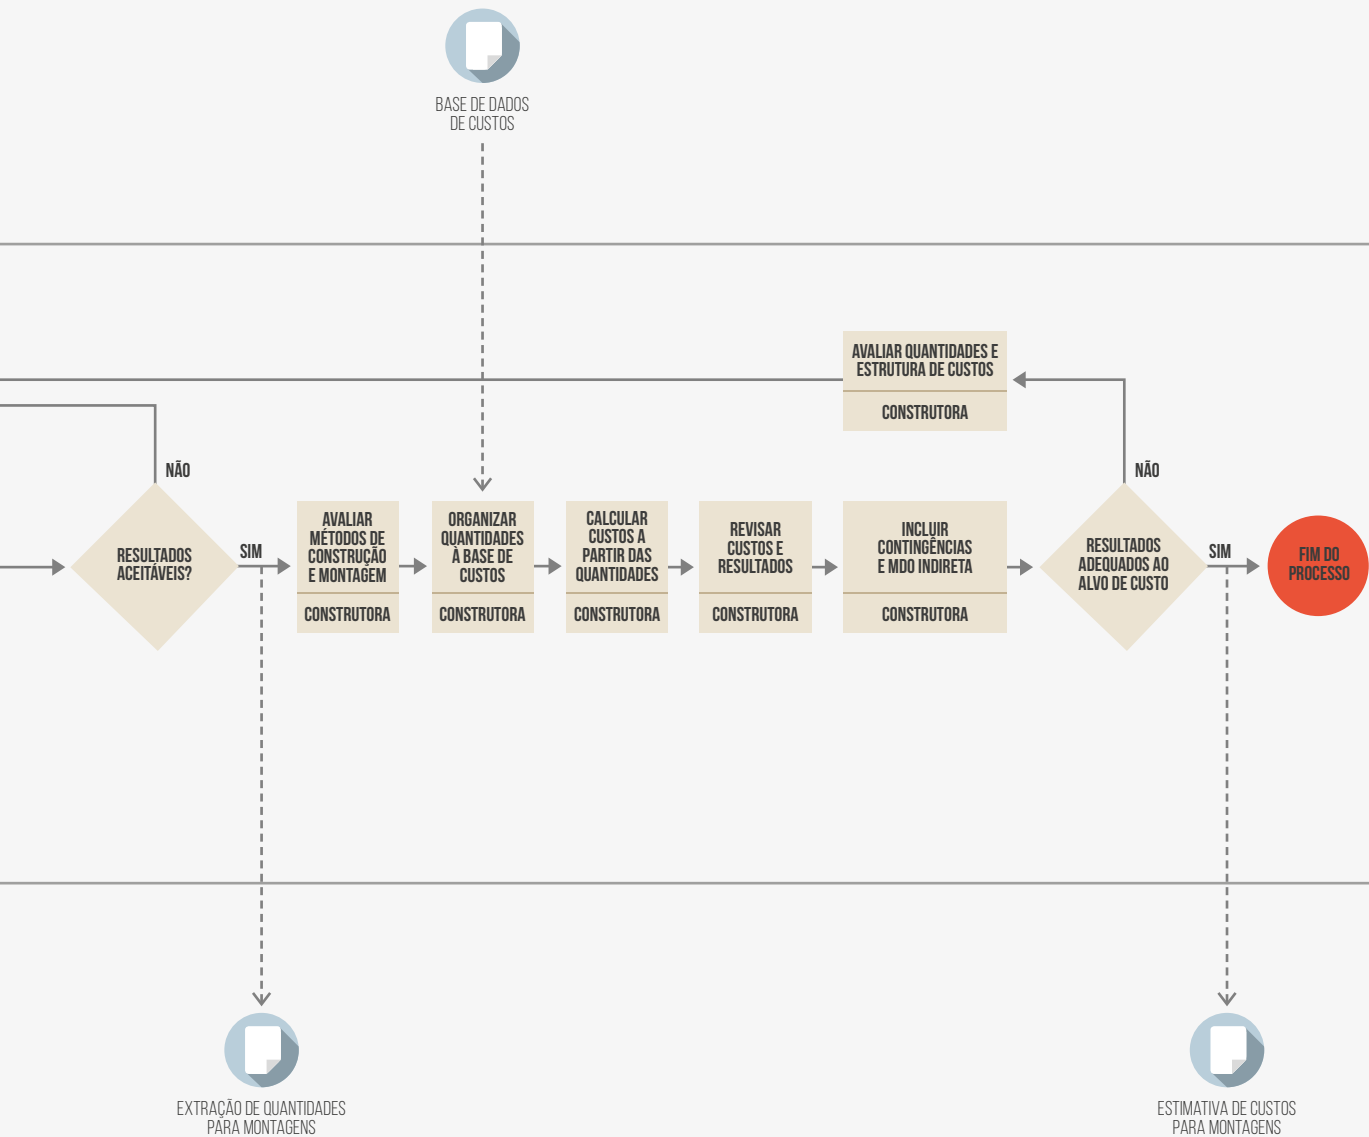 BASE DE DADOS
DE CUSTOS
AVALIAR QUANTIDADES E
ESTRUTURA DE CUSTOS
CONSTRUTORA
NÃO
NÃO
RESULTADOS
ACEITÁVEIS?
SIM
AVALIAR
MÉTODOS DE
CONSTRUÇÃO
E MONTAGEM
CONSTRUTORA
ORGANIZAR
QUANTIDADES
À BASE DE
CUSTOS
CONSTRUTORA
CALCULAR
CUSTOS A
PARTIR DAS
QUANTIDADES
CONSTRUTORA
REVISAR
CUSTOS E
RESULTADOS
CONSTRUTORA
INCLUIR
CONTINGÊNCIAS
E MDO INDIRETA
CONSTRUTORA
RESULTADOS
ADEQUADOS AO
ALVO DE CUSTO
SIM
FIM DO
PROCESSO
EXTRAÇÃO DE QUANTIDADES
PARA MONTAGENS
ESTIMATIVA DE CUSTOS
PARA MONTAGENS